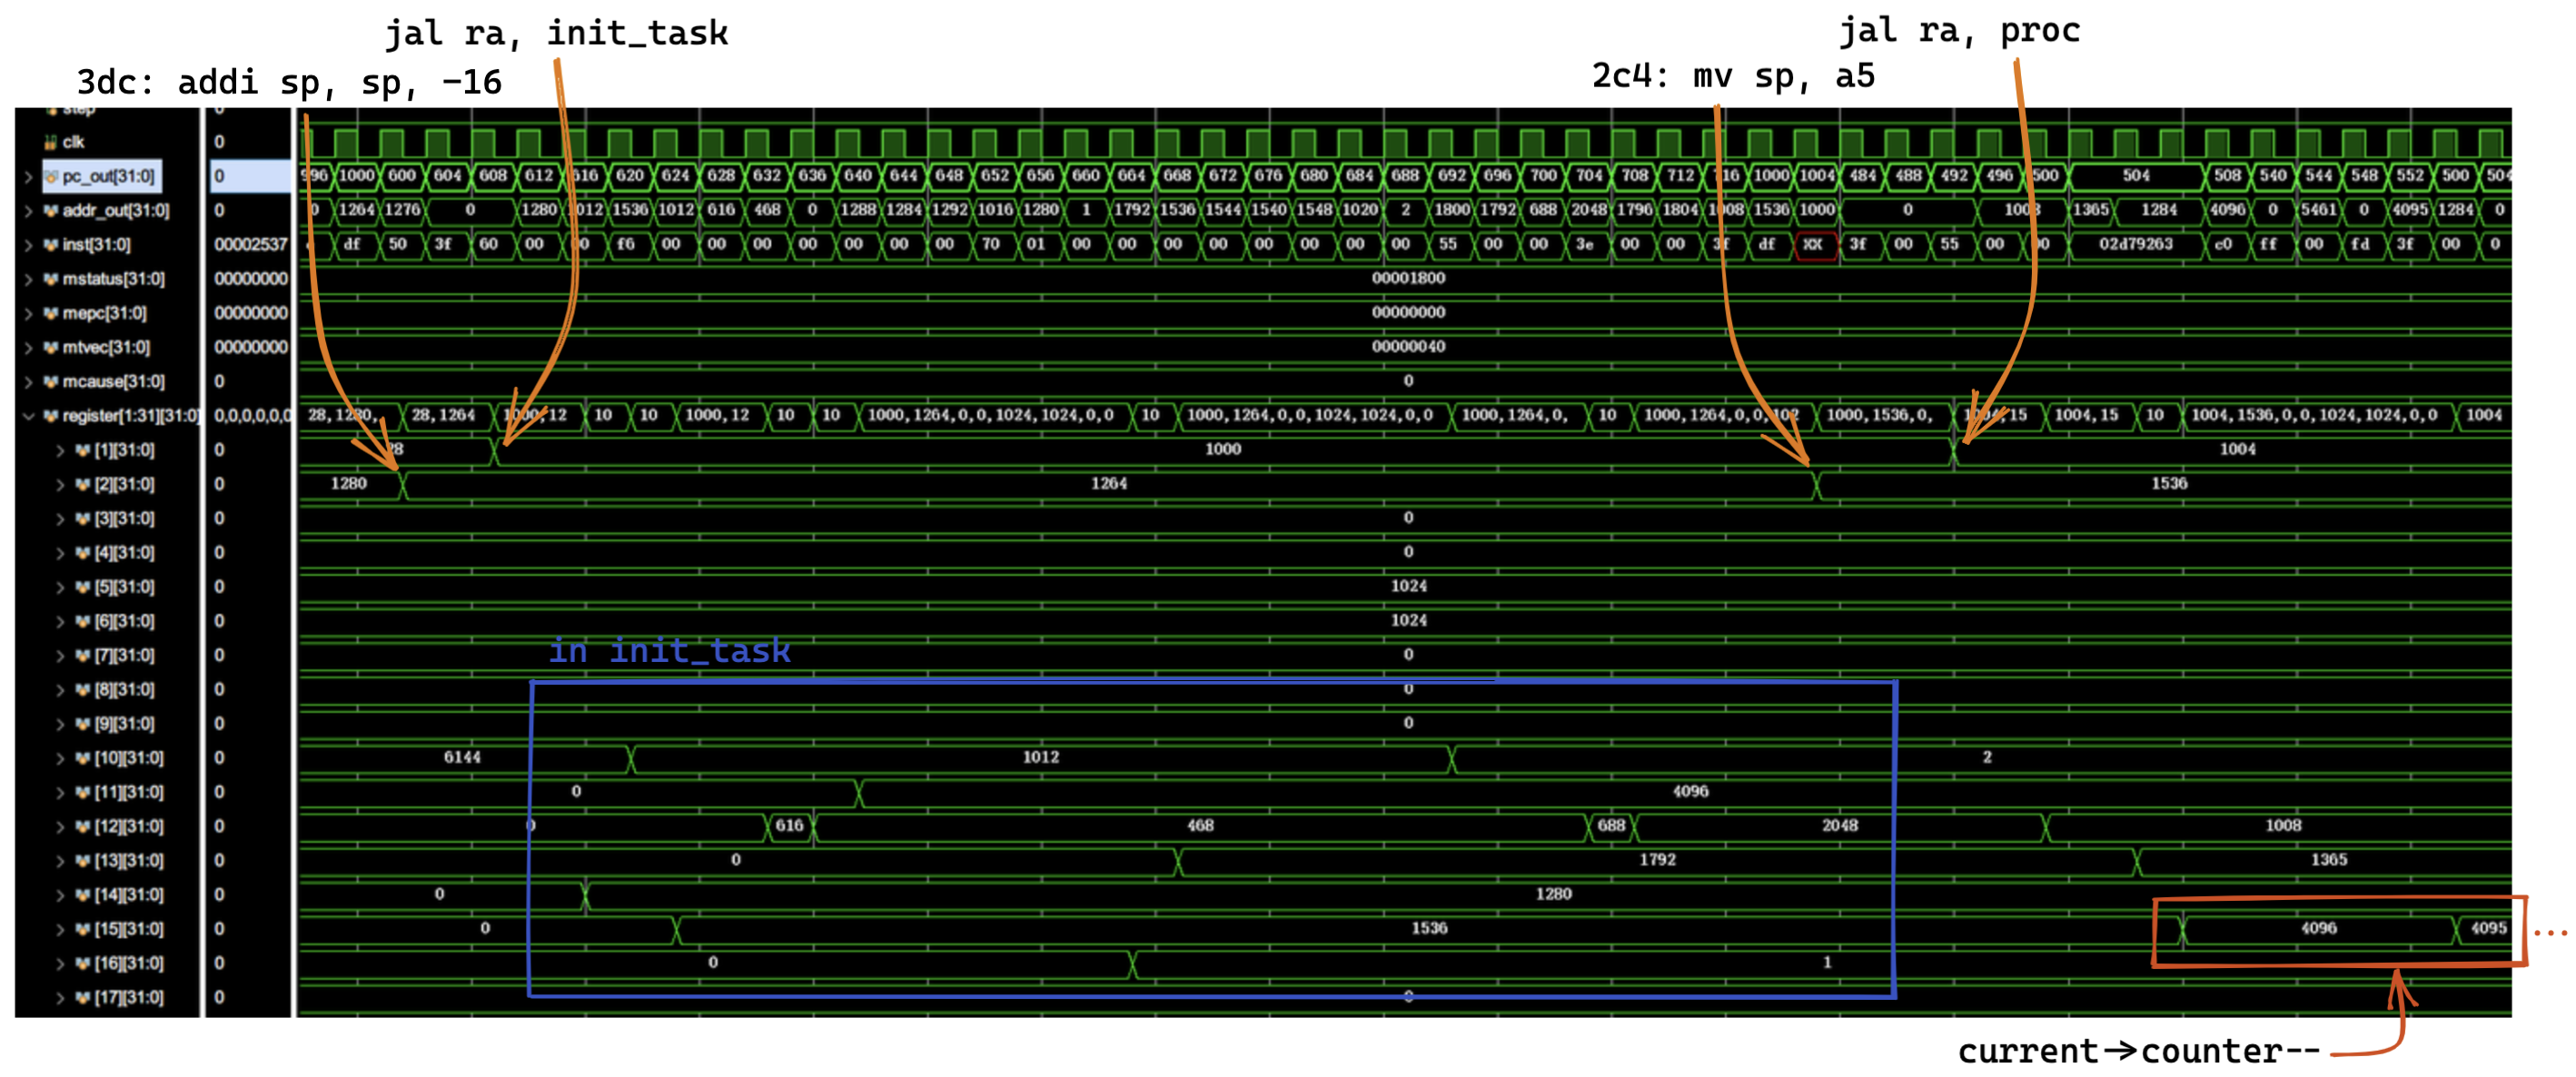 jal ra, init_task
jal ra, proc
3dc: addi sp, sp, -16
2c4: mv sp, a5
step 0
clk 0
pc_out[31:0] 0 996 1000 600 604 608 612 616 620 624 628 632 636 640 644 648 652 656 660 664 668 672 676 680 684 688 692 696 700 704 708 712 716 1000 1004 484 488 492 496 500 504 508 540 544 548 552 500 504
addr_out[31:0] 0 0 1264 1276 0 1280 1012 1536 1012 616 468 0 1288 1284 1292 1016 1280 1 1792 1536 1544 1540 1548 1020 2 1800 1792 688 2048 1796 1804 1008 1536 1000 0 1008 1365 1284 4096 0 5461 0 4095 1284 0
inst[31:0] 00002537 df 50 3f 60 00 00 f6 00 00 00 00 00 00 00 70 01 00 00 00 00 00 00 00 00 55 00 00 3e 00 00 3f df XX 3f 00 55 00 00 02d79263 c0 ff 00 fd 3f 00 0
mstatus[31:0] 00000000 00001800
mepc[31:0] 00000000 00000000
mtvec[31:0] 00000000 00000040
mcause[31:0] 0 0
register[1:31][31:0] 0,0,0,0,0,0 28,1280, 28,1264 1000,12 10 10 1000,12 10 10 1000,1264,0,0,1024,1024,0,0 10 1000,1264,0,0,1024,1024,0,0 1000,1264,0, 10 1000,1264,0,0,102 1000,1536,0, 1004,15 1004,15 10 1004,1536,0,0,1024,1024,0,0 1004
[1][31:0] 0 28 1000 1004
[2][31:0] 0 1280 1264 1536
[3][31:0] 0 0
[4][31:0] 0 0
[5][31:0] 0 1024
[6][31:0] 0 1024
in init_task
[7][31:0] 0 0
[8][31:0] 0 0
[9][31:0] 0 0
[10][31:0] 0 6144 1012 2
[11][31:0] 0 0 4096
[12][31:0] 0 0 616 468 688 2048 1008
[13][31:0] 0 0 1792 1365
[14][31:0] 0 0 1280
[15][31:0] 0 0 1536 4096 4095 ...
[16][31:0] 0 0 1
[17][31:0] 0 0
current->counter--